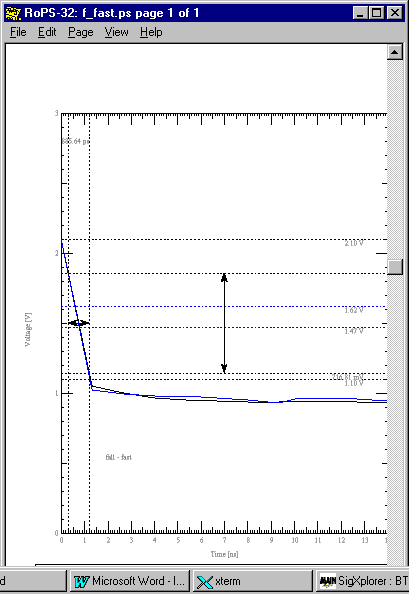 RoPS-32: f_fast.ps page 1 of 1
File Edit Page View Help
3
2.10 V
2
1.62 V
1.47 V
Voltage [V]
1.10 V
1
fall - fast
0
0 1 2 3 4 5 6 7 8 9 10 11 12 13
Time [ns]
d
Microsoft Word - I...
xterm
SigXplorer : BT